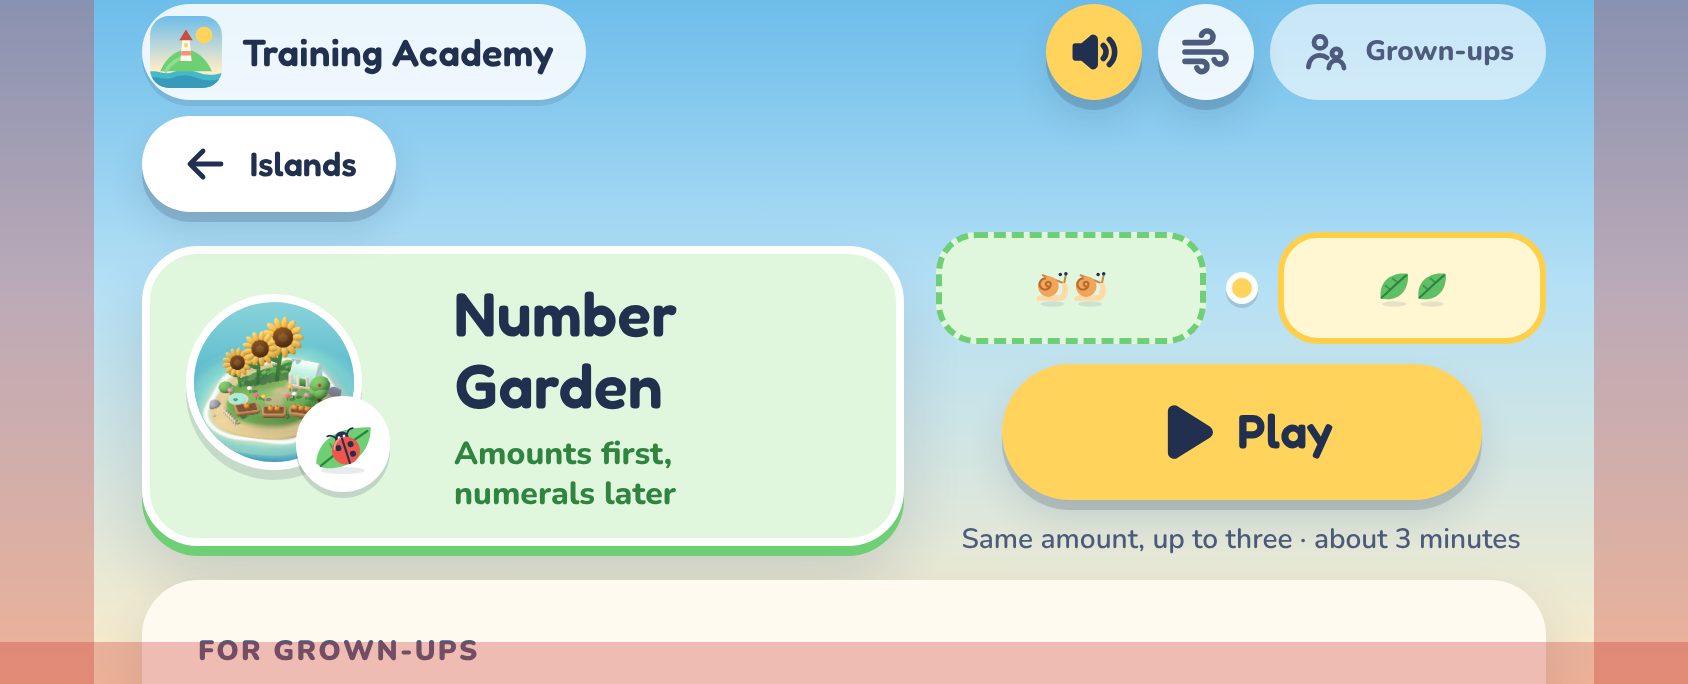 Training Academy
Grown-ups
Islands
Number
Garden
Amounts first,
numerals later
Play
Same amount, up to three · about 3 minutes
FOR GROWN-UPS